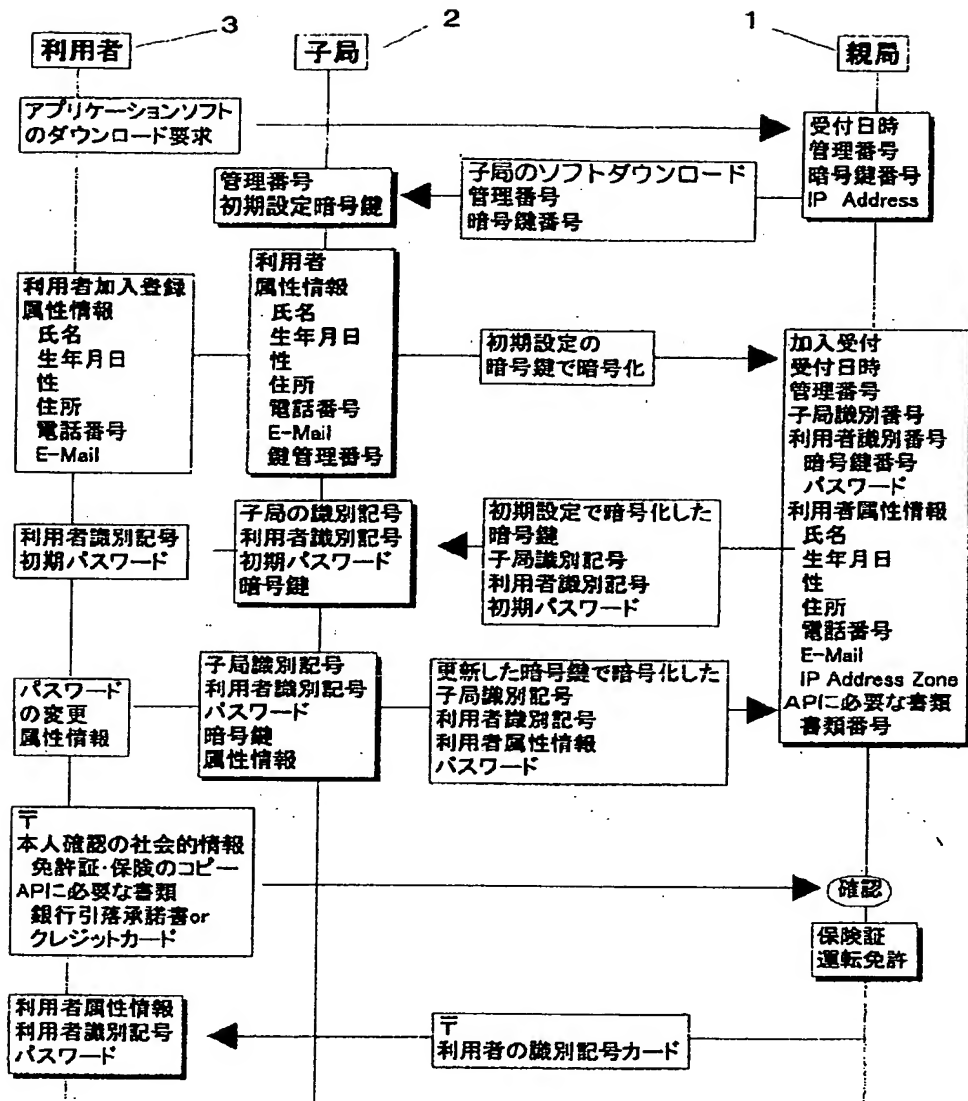 3
2
1
利用者
子局
親局
アプリケーションソフト
のダウンロード要求
受付日時
管理番号
暗号鍵番号
IP Address
子局のソフトダウンロード
管理番号
暗号鍵番号
管理番号
初期設定暗号鍵
利用者加入登録
属性情報
氏名
生年月日
性
住所
電話番号
E-Mail
利用者
属性情報
氏名
生年月日
性
住所
電話番号
E-Mail
鍵管理番号
初期設定の
暗号鍵で暗号化
加入受付
受付日時
管理番号
子局識別番号
利用者識別番号
暗号鍵番号
パスワード
利用者属性情報
氏名
生年月日
性
住所
電話番号
E-Mail
IP Address Zone
APに必要な書類
書類番号
利用者識別記号
初期パスワード
子局の識別記号
利用者識別記号
初期パスワード
暗号鍵
初期設定で暗号化した
暗号鍵
子局識別記号
利用者識別記号
初期パスワード
パスワード
の変更
属性情報
子局識別記号
利用者識別記号
パスワード
暗号鍵
属性情報
更新した暗号鍵で暗号化した
子局識別記号
利用者識別記号
利用者属性情報
パスワード
〒
本人確認の社会的情報
免許証・保険のコピー
APに必要な書類
銀行引落承諾書or
クレジットカード
確認
保険証
運転免許
利用者属性情報
利用者識別記号
パスワード
〒
利用者の識別記号カード